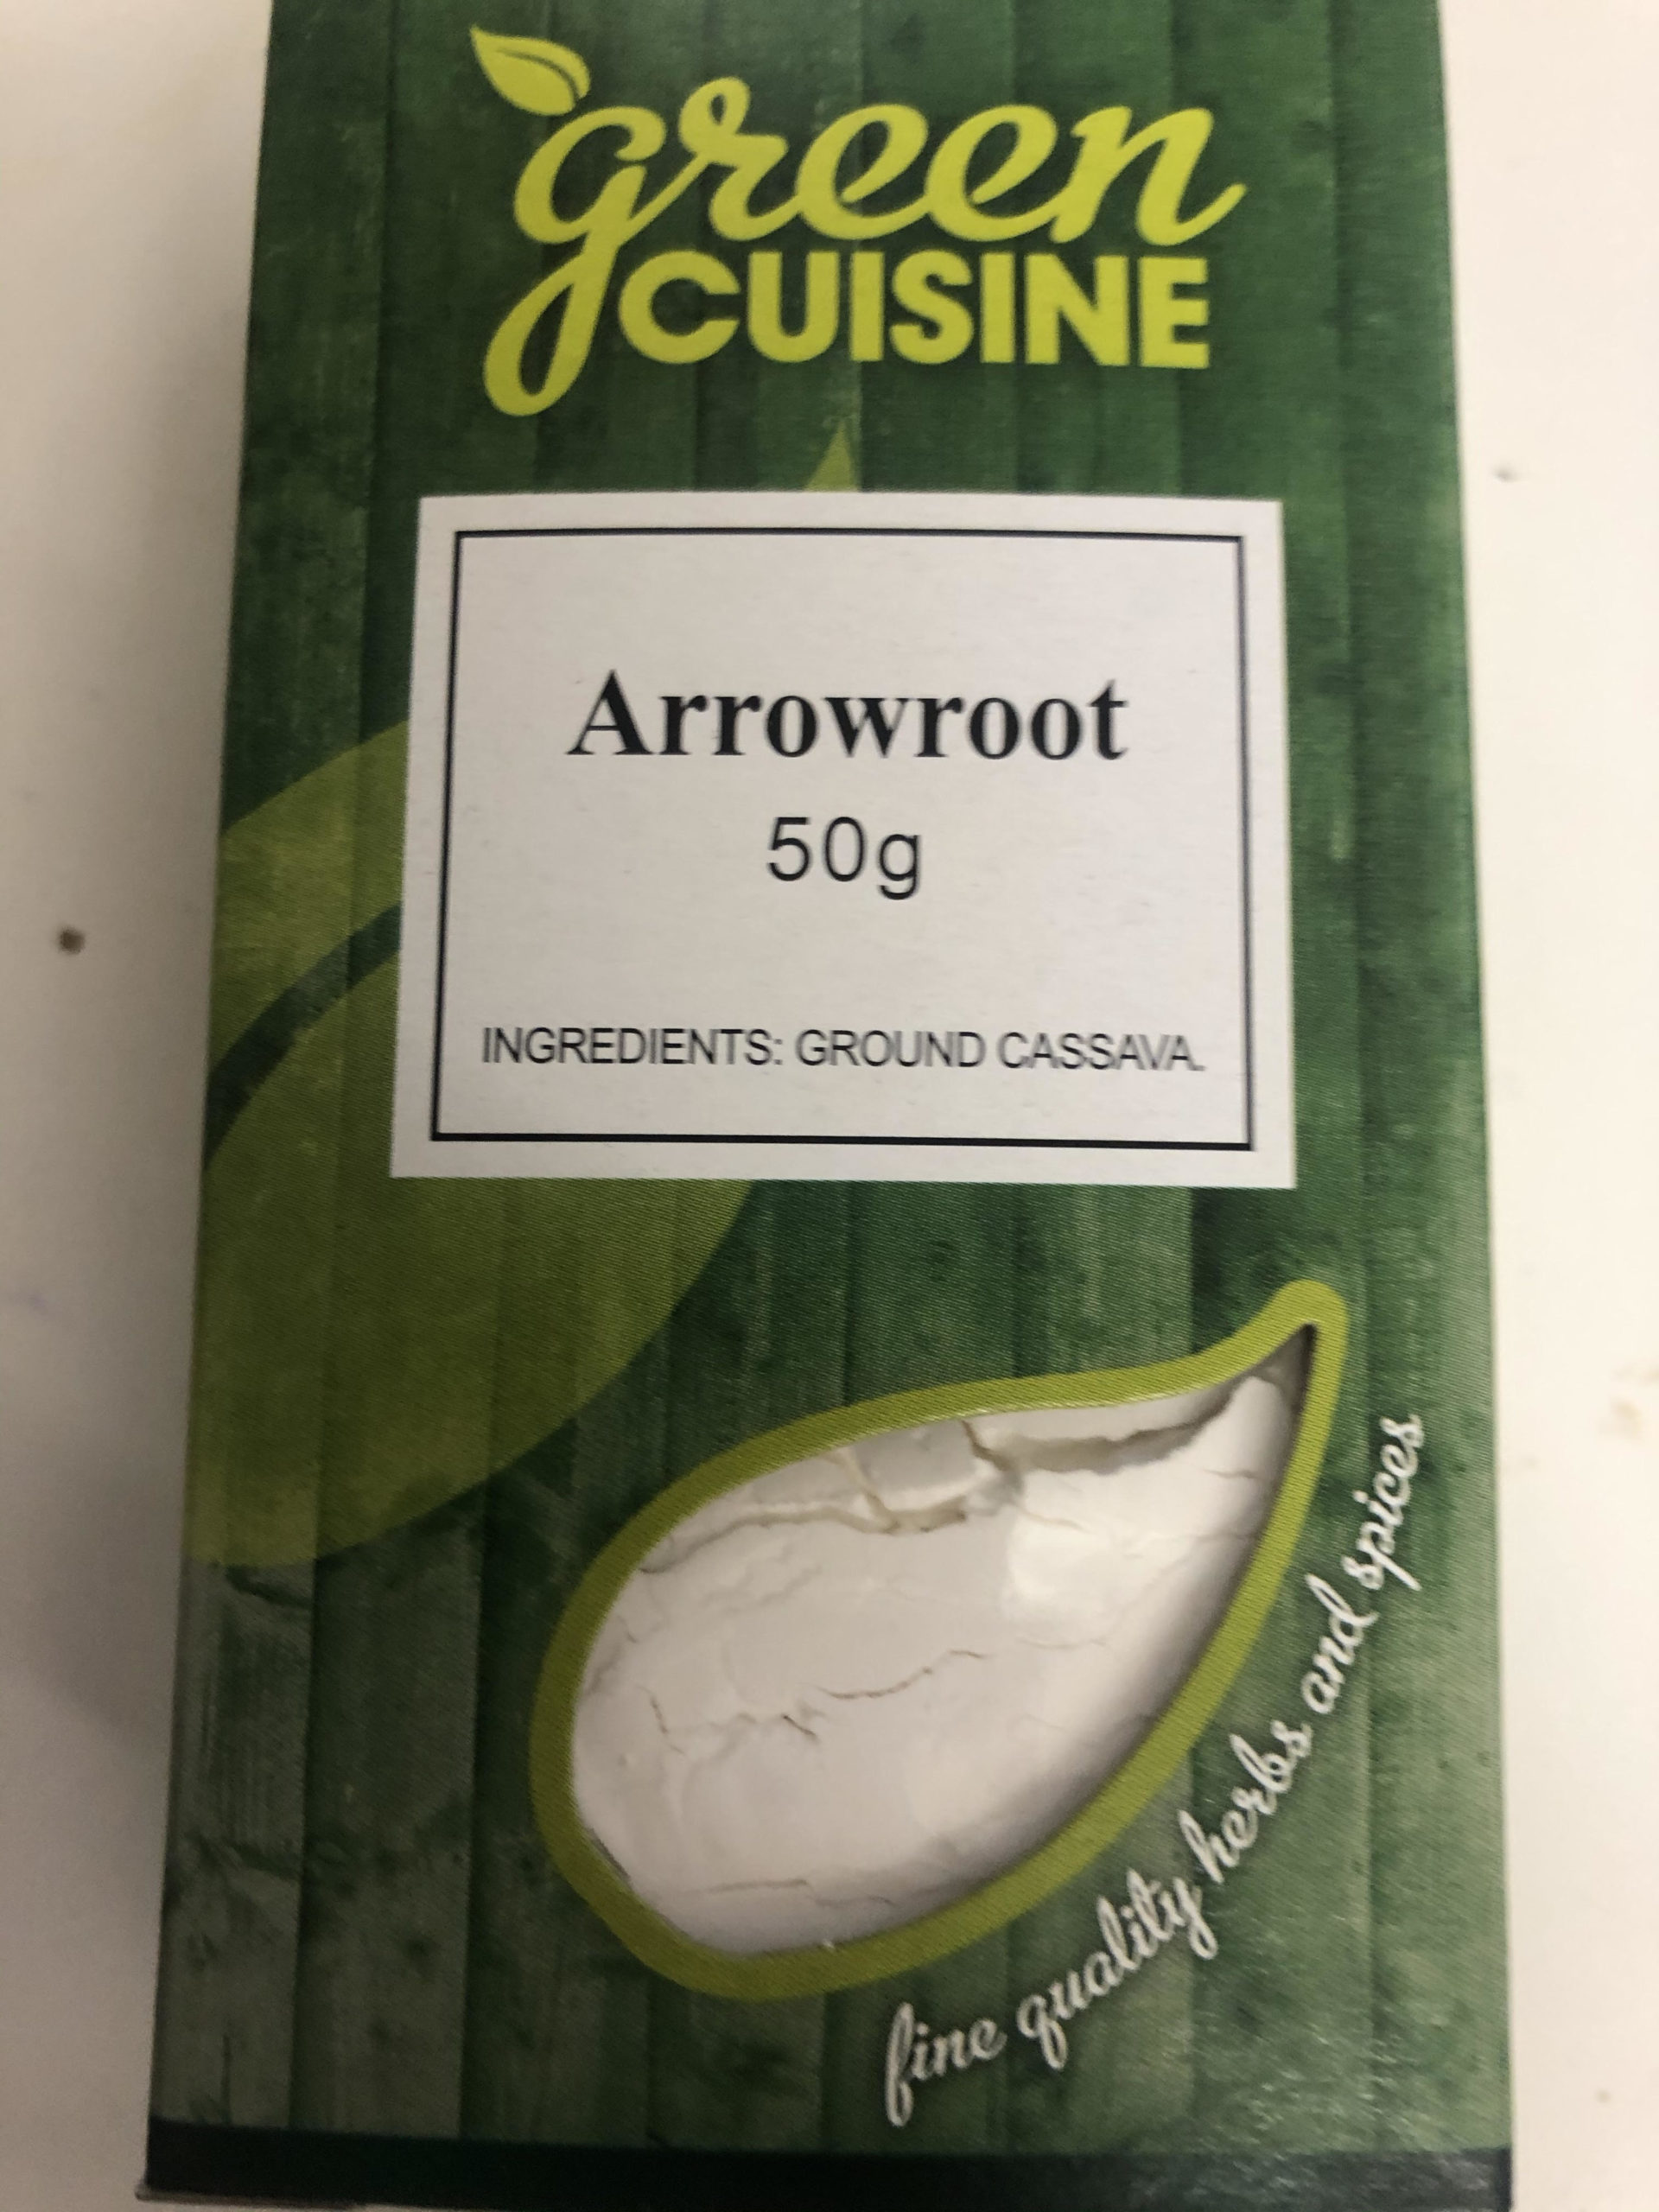 green
CUISINE
Arrowroot
50g
INGREDIENTS: GROUND CASSAVA.
fine quality herbs and spices